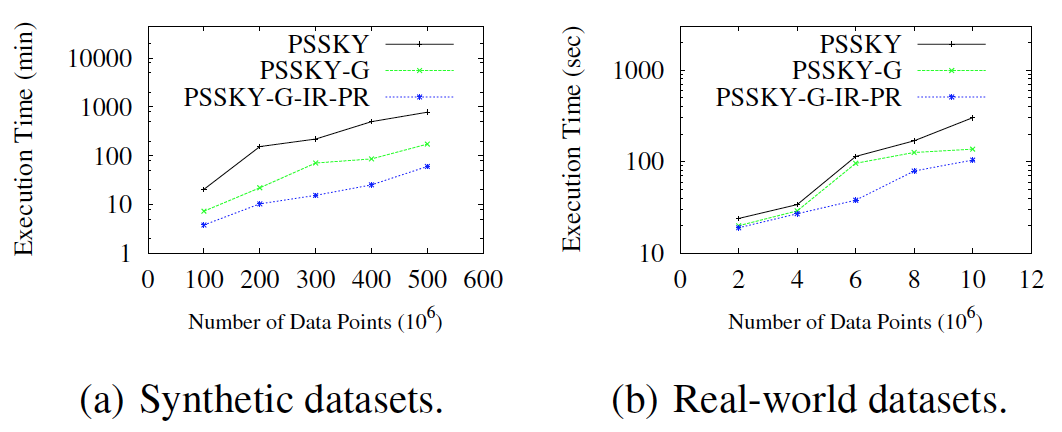 Execution Time (min)
10000
1000
100
10
1
PSSKY
PSSKY-G
PSSKY-G-IR-PR
0 100 200 300 400 500 600
Number of Data Points (10^6)
(a) Synthetic datasets.
Execution Time (sec)
1000
100
10
PSSKY
PSSKY-G
PSSKY-G-IR-PR
0 2 4 6 8 10 12
Number of Data Points (10^6)
(b) Real-world datasets.